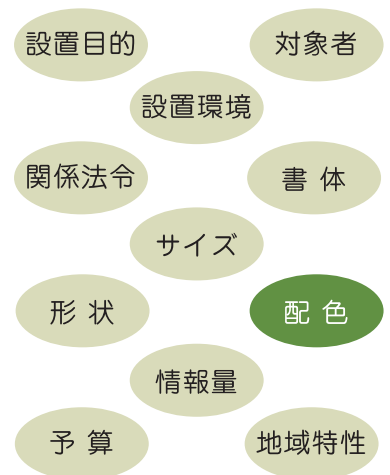 設置目的
対象者
設置環境
関係法令
書 体
サイズ
形 状
配 色
情報量
予 算
地域特性